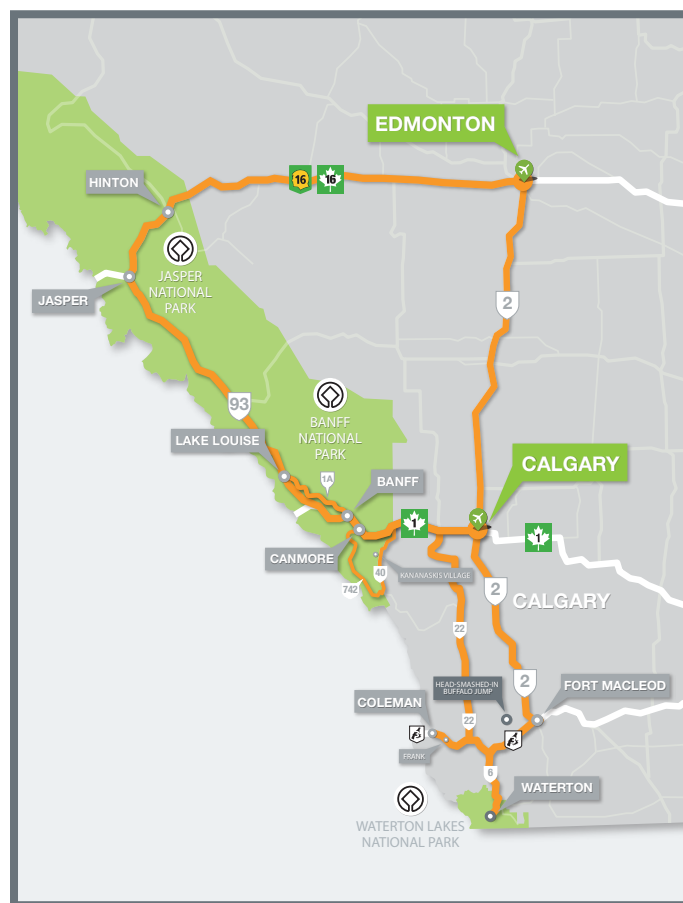 EDMONTON
HINTON
16
16
JASPER
NATIONAL
PARK
JASPER
2
93
BANFF
NATIONAL
PARK
LAKE LOUISE
CALGARY
1A
BANFF
1
1
CANMORE
40
KANANASKIS VILLAGE
742
2
CALGARY
22
HEAD-SMASHED-IN
BUFFALO JUMP
2
FORT MACLEOD
COLEMAN
22
3
3
FRANK
6
WATERTON
WATERTON LAKES
NATIONAL PARK